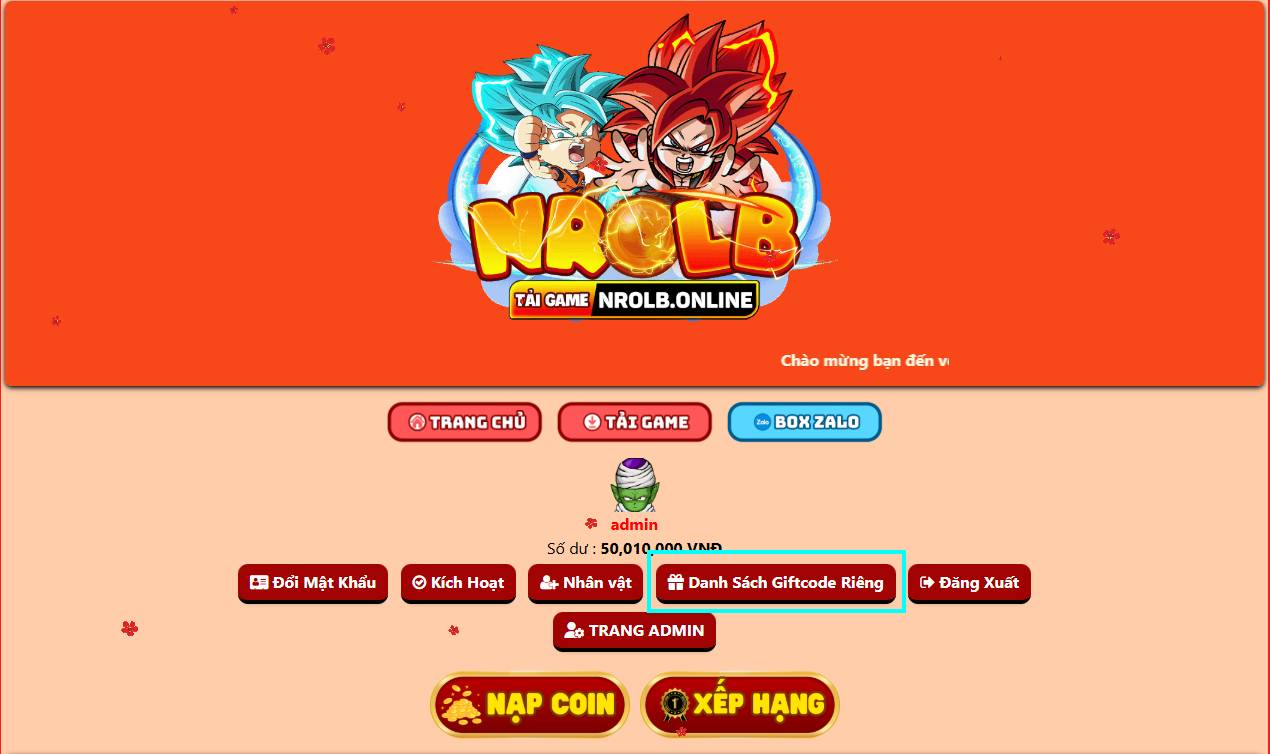 NROLB
TẢI GAME NROLB.ONLINE
Chào mừng bạn đến
TRANG CHỦ TẢI GAME Zalo BOX ZALO
admin
Số dư : 50,010,000 VNĐ
Đổi Mật Khẩu Kích Hoạt Nhân vật Danh Sách Giftcode Riêng Đăng Xuất
TRANG ADMIN
NẠP COIN 1 XẾP HẠNG